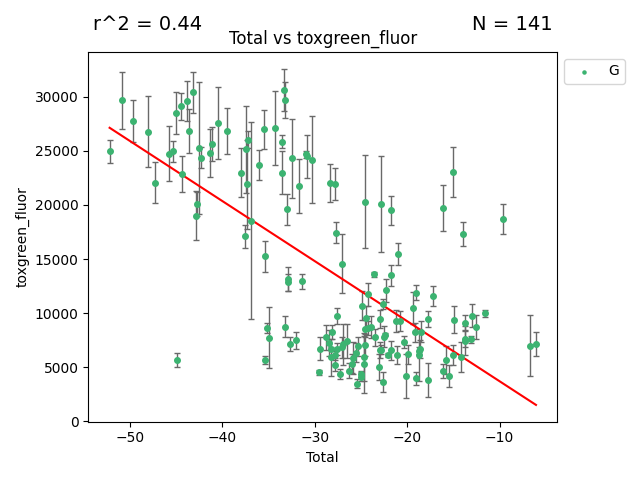 r^2 = 0.44 N = 141
Total vs toxgreen_fluor
G
30000
25000
20000
15000
10000
5000
0
toxgreen_fluor
−50 −40 −30 −20 −10
Total